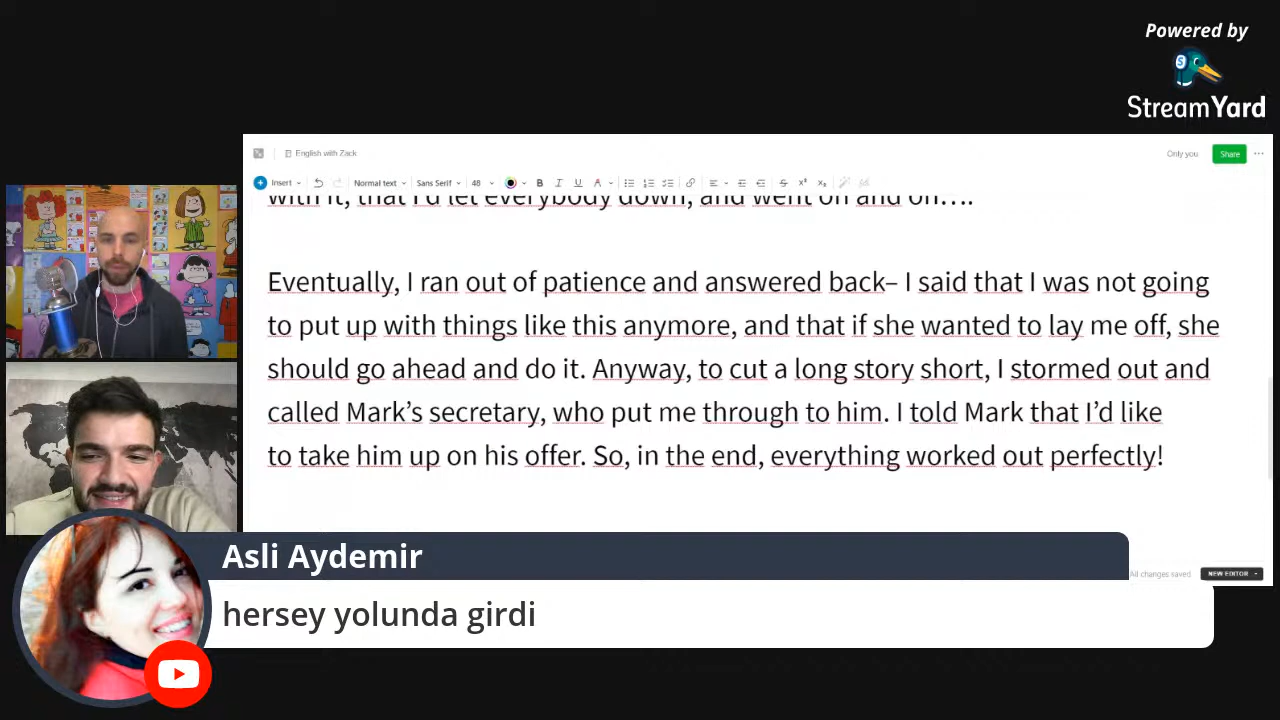 Powered by
StreamYard
English with Zack
Only you
Share
Insert
Normal text
Sans Serif
48
with it, that I'd let everybody down, and went on and on….
Eventually, I ran out of patience and answered back– I said that I was not going
to put up with things like this anymore, and that if she wanted to lay me off, she
should go ahead and do it. Anyway, to cut a long story short, I stormed out and
called Mark’s secretary, who put me through to him. I told Mark that I’d like
to take him up on his offer. So, in the end, everything worked out perfectly!
All changes saved
NEW EDITOR
Asli Aydemir
hersey yolunda girdi